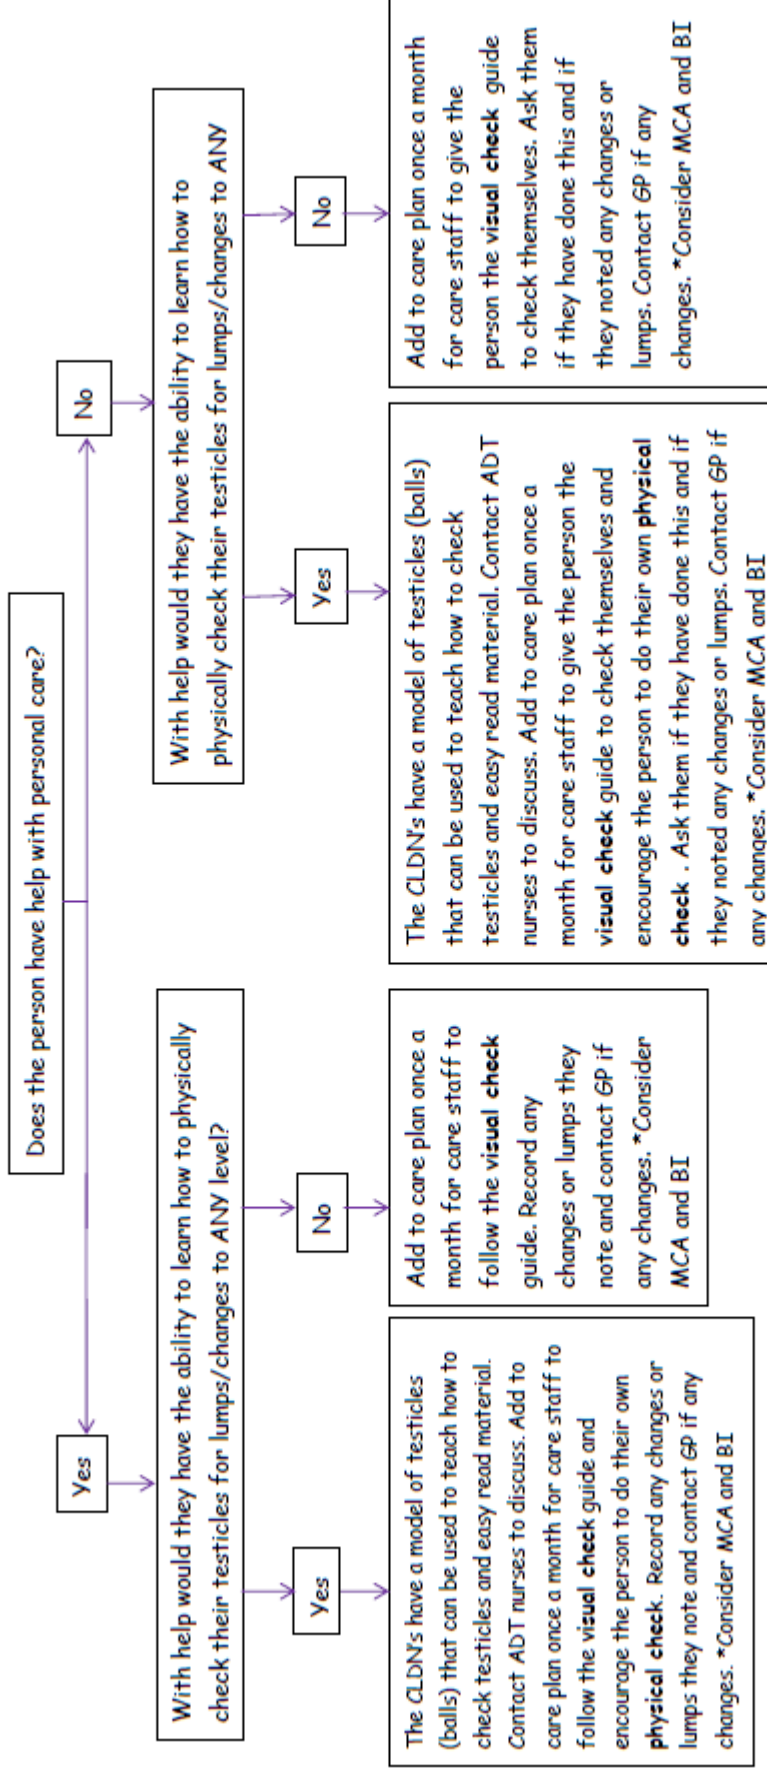 Does the person have help with personal care?
Yes
No
With help would they have the ability to learn how to physically
check their testicles for lumps/changes to ANY level?
With help would they have the ability to learn how to
physically check their testicles for lumps/changes to ANY
Yes
No
Yes
No
The CLDN's have a model of testicles
(balls) that can be used to teach how to
check testicles and easy read material.
Contact ADT nurses to discuss. Add to
care plan once a month for care staff to
follow the visual check guide and
encourage the person to do their own
physical check. Record any changes or
lumps they note and contact GP if any
changes. *Consider MCA and BI
Add to care plan once a
month for care staff to
follow the visual check
guide. Record any
changes or lumps they
note and contact GP if
any changes. *Consider
MCA and BI
The CLDN's have a model of testicles (balls)
that can be used to teach how to check
testicles and easy read material. Contact ADT
nurses to discuss. Add to care plan once a
month for care staff to give the person the
visual check guide to check themselves and
encourage the person to do their own physical
check . Ask them if they have done this and if
they noted any changes or lumps. Contact GP if
any changes. *Consider MCA and BI
Add to care plan once a month
for care staff to give the
person the visual check guide
to check themselves. Ask them
if they have done this and if
they noted any changes or
lumps. Contact GP if any
changes. *Consider MCA and BI